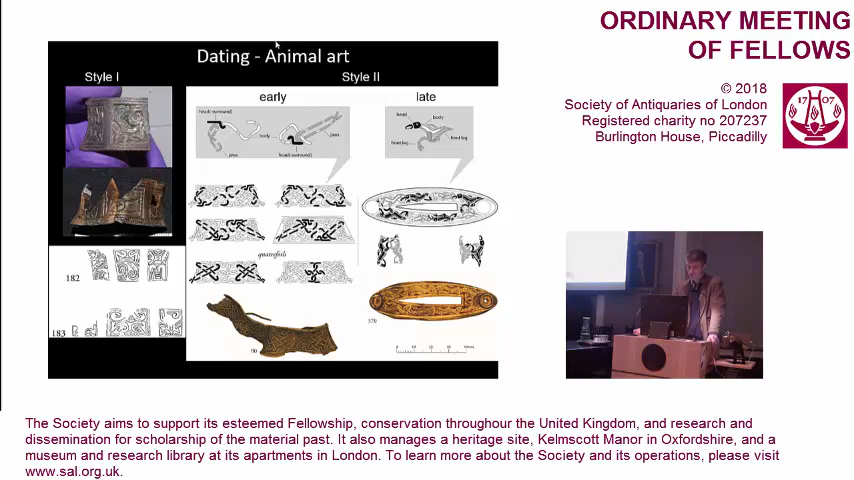 ORDINARY MEETING
OF FELLOWS
© 2018
Society of Antiquaries of London
Registered charity no 207237
Burlington House, Piccadilly
17 07
Dating - Animal art
Style I
Style II
early
late
head(-surround)
body
jaws
jaws
head(-surround)
head
body
front leg
hind leg
quatrefoils
182
183
90
370
The Society aims to support its esteemed Fellowship, conservation throughour the United Kingdom, and research and
dissemination for scholarship of the material past. It also manages a heritage site, Kelmscott Manor in Oxfordshire, and a
museum and research library at its apartments in London. To learn more about the Society and its operations, please visit
www.sal.org.uk.